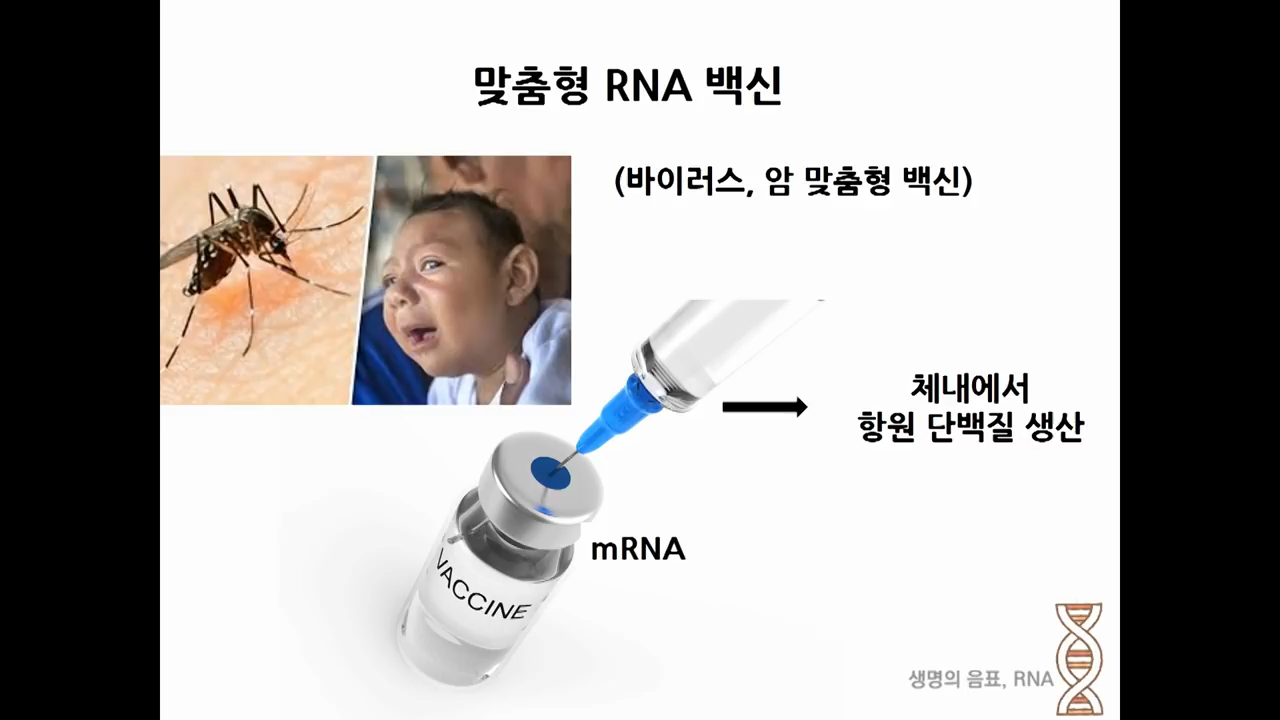 맞춤형 RNA 백신
(바이러스, 암 맞춤형 백신)
체내에서
항원 단백질 생산
mRNA
VACCINE
생명의 음표, RNA